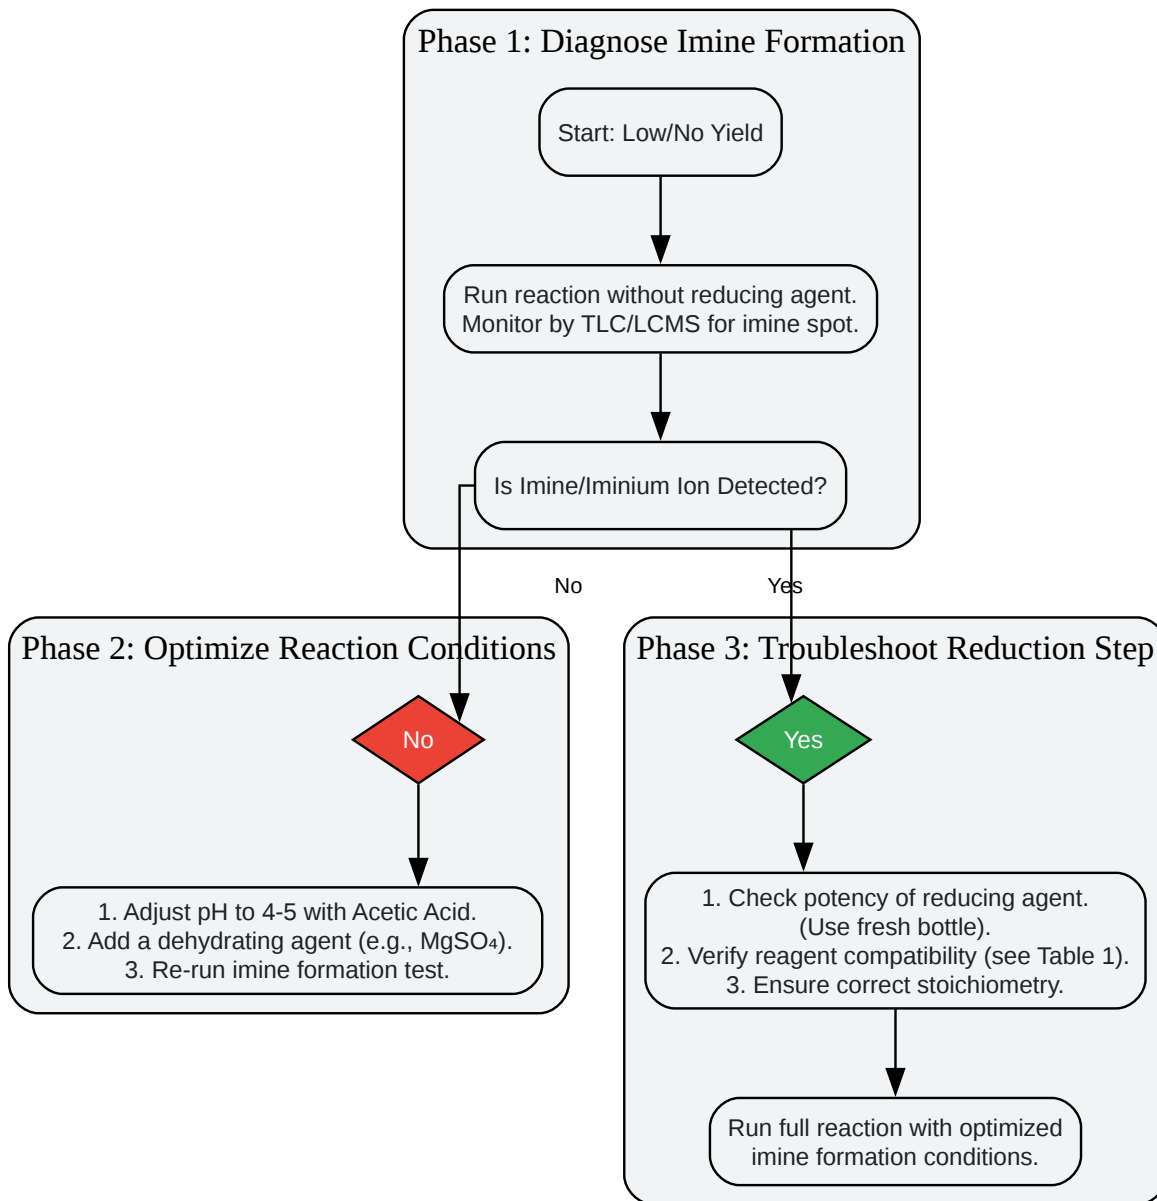 Phase 1: Diagnose Imine Formation
Start: Low/No Yield
Run reaction without reducing agent.
Monitor by TLC/LCMS for imine spot.
Is Imine/Iminium Ion Detected?
No
Yes
Phase 2: Optimize Reaction Conditions
No
1. Adjust pH to 4-5 with Acetic Acid.
2. Add a dehydrating agent (e.g., MgSO₄).
3. Re-run imine formation test.
Phase 3: Troubleshoot Reduction Step
Yes
1. Check potency of reducing agent.
(Use fresh bottle).
2. Verify reagent compatibility (see Table 1).
3. Ensure correct stoichiometry.
Run full reaction with optimized
imine formation conditions.